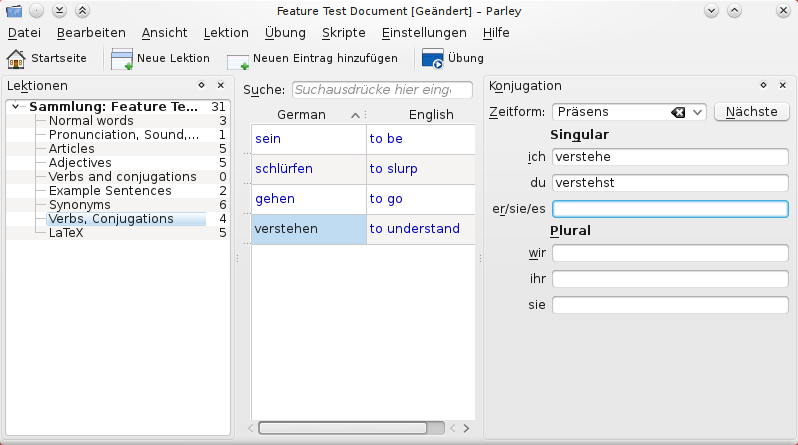 Feature Test Document [Geändert] – Parley
Datei Bearbeiten Ansicht Lektion Übung Skripte Einstellungen Hilfe
Startseite Neue Lektion Neuen Eintrag hinzufügen Übung
Lektionen
Sammlung: Feature Te... 31
Normal words 3
Pronunciation, Sound,... 1
Articles 5
Adjectives 5
Verbs and conjugations 0
Example Sentences 2
Synonyms 6
Verbs, Conjugations 4
LaTeX 5
Suche: Suchausdrücke hier einge
German English
sein to be
schlürfen to slurp
gehen to go
verstehen to understand
Konjugation
Zeitform: Präsens Nächste
Singular
ich verstehe
du verstehst
er/sie/es
Plural
wir
ihr
sie